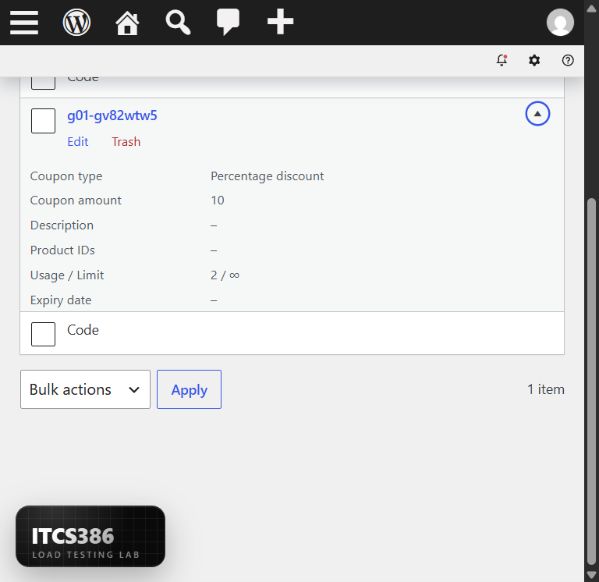 Code
g01-gv82wtw5
Edit Trash
Coupon type Percentage discount
Coupon amount 10
Description –
Product IDs –
Usage / Limit 2 / ∞
Expiry date –
Code
Bulk actions Apply 1 item
ITCS386
LOAD TESTING LAB